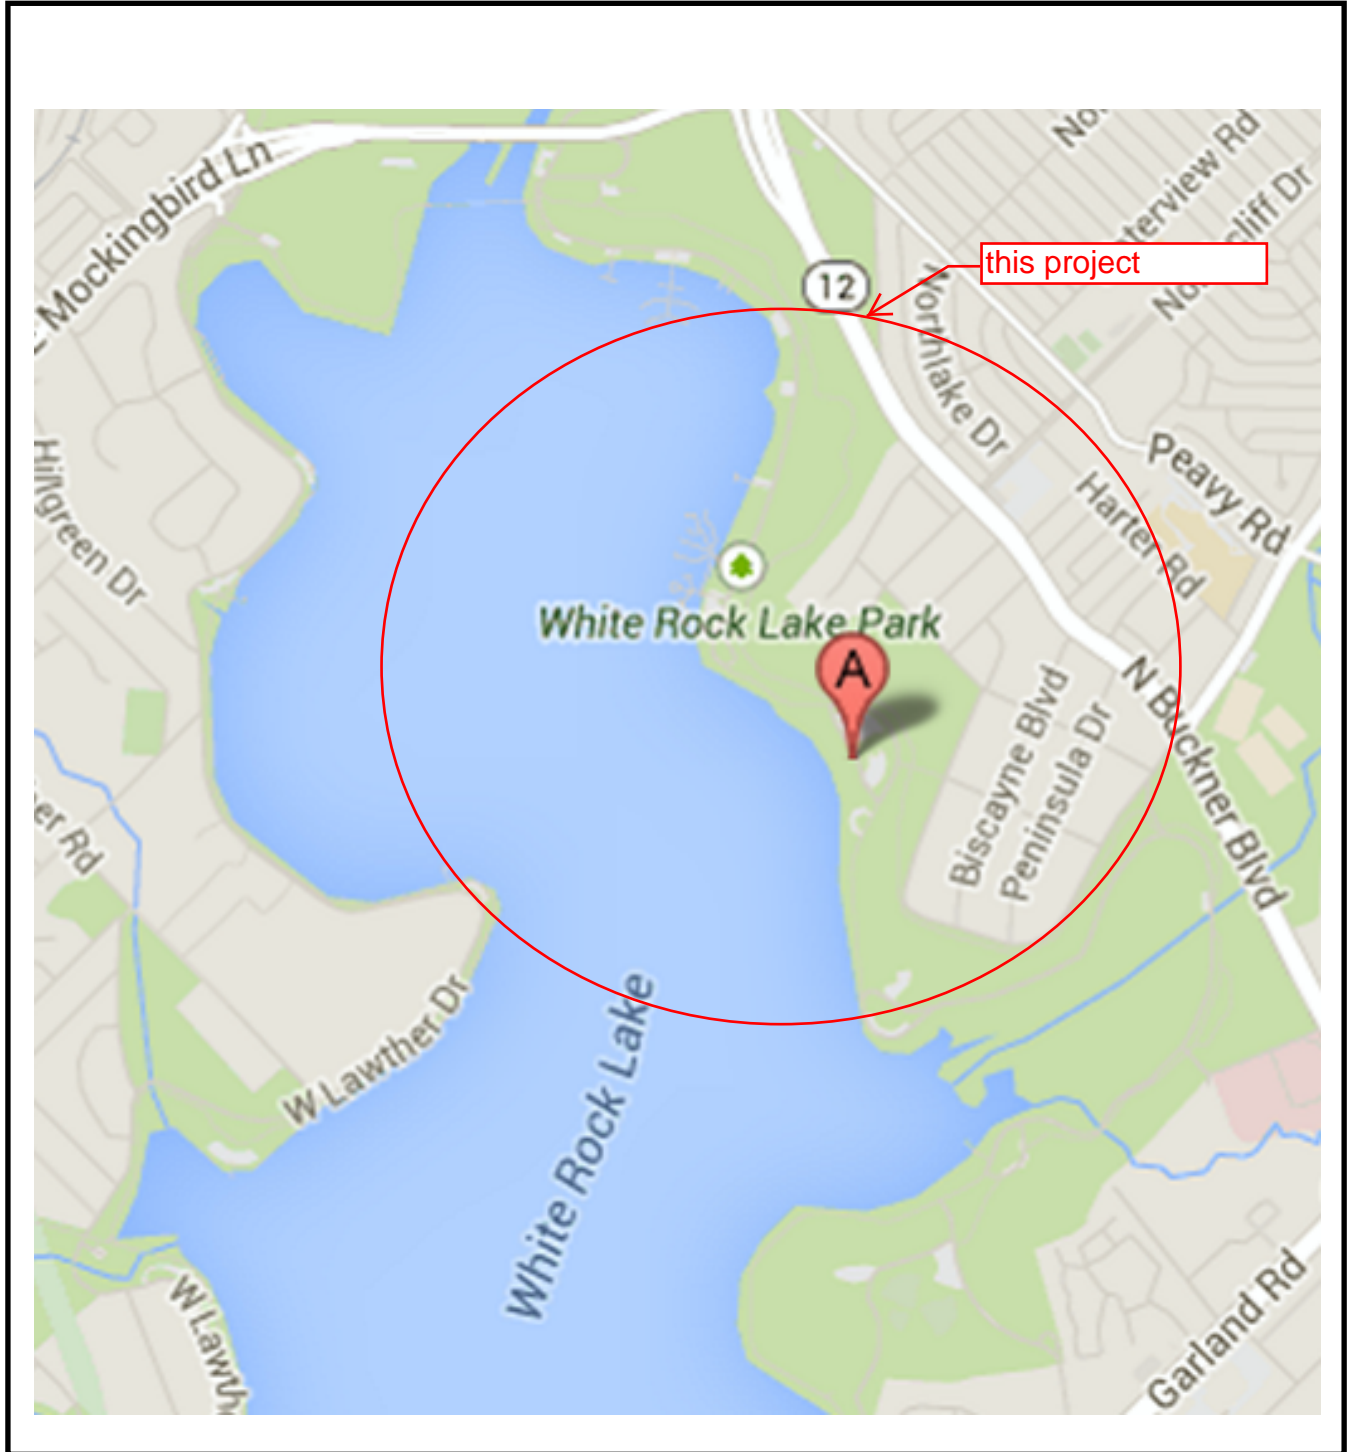 E Mockingbird Ln
this project
12
Northlake Dr
Peavy Rd
Harter Rd
Hillgreen Dr
White Rock Lake Park
A
N Buckner Blvd
Biscayne Blvd
Peninsula Dr
W Lawther Dr
White Rock Lake
Garland Rd